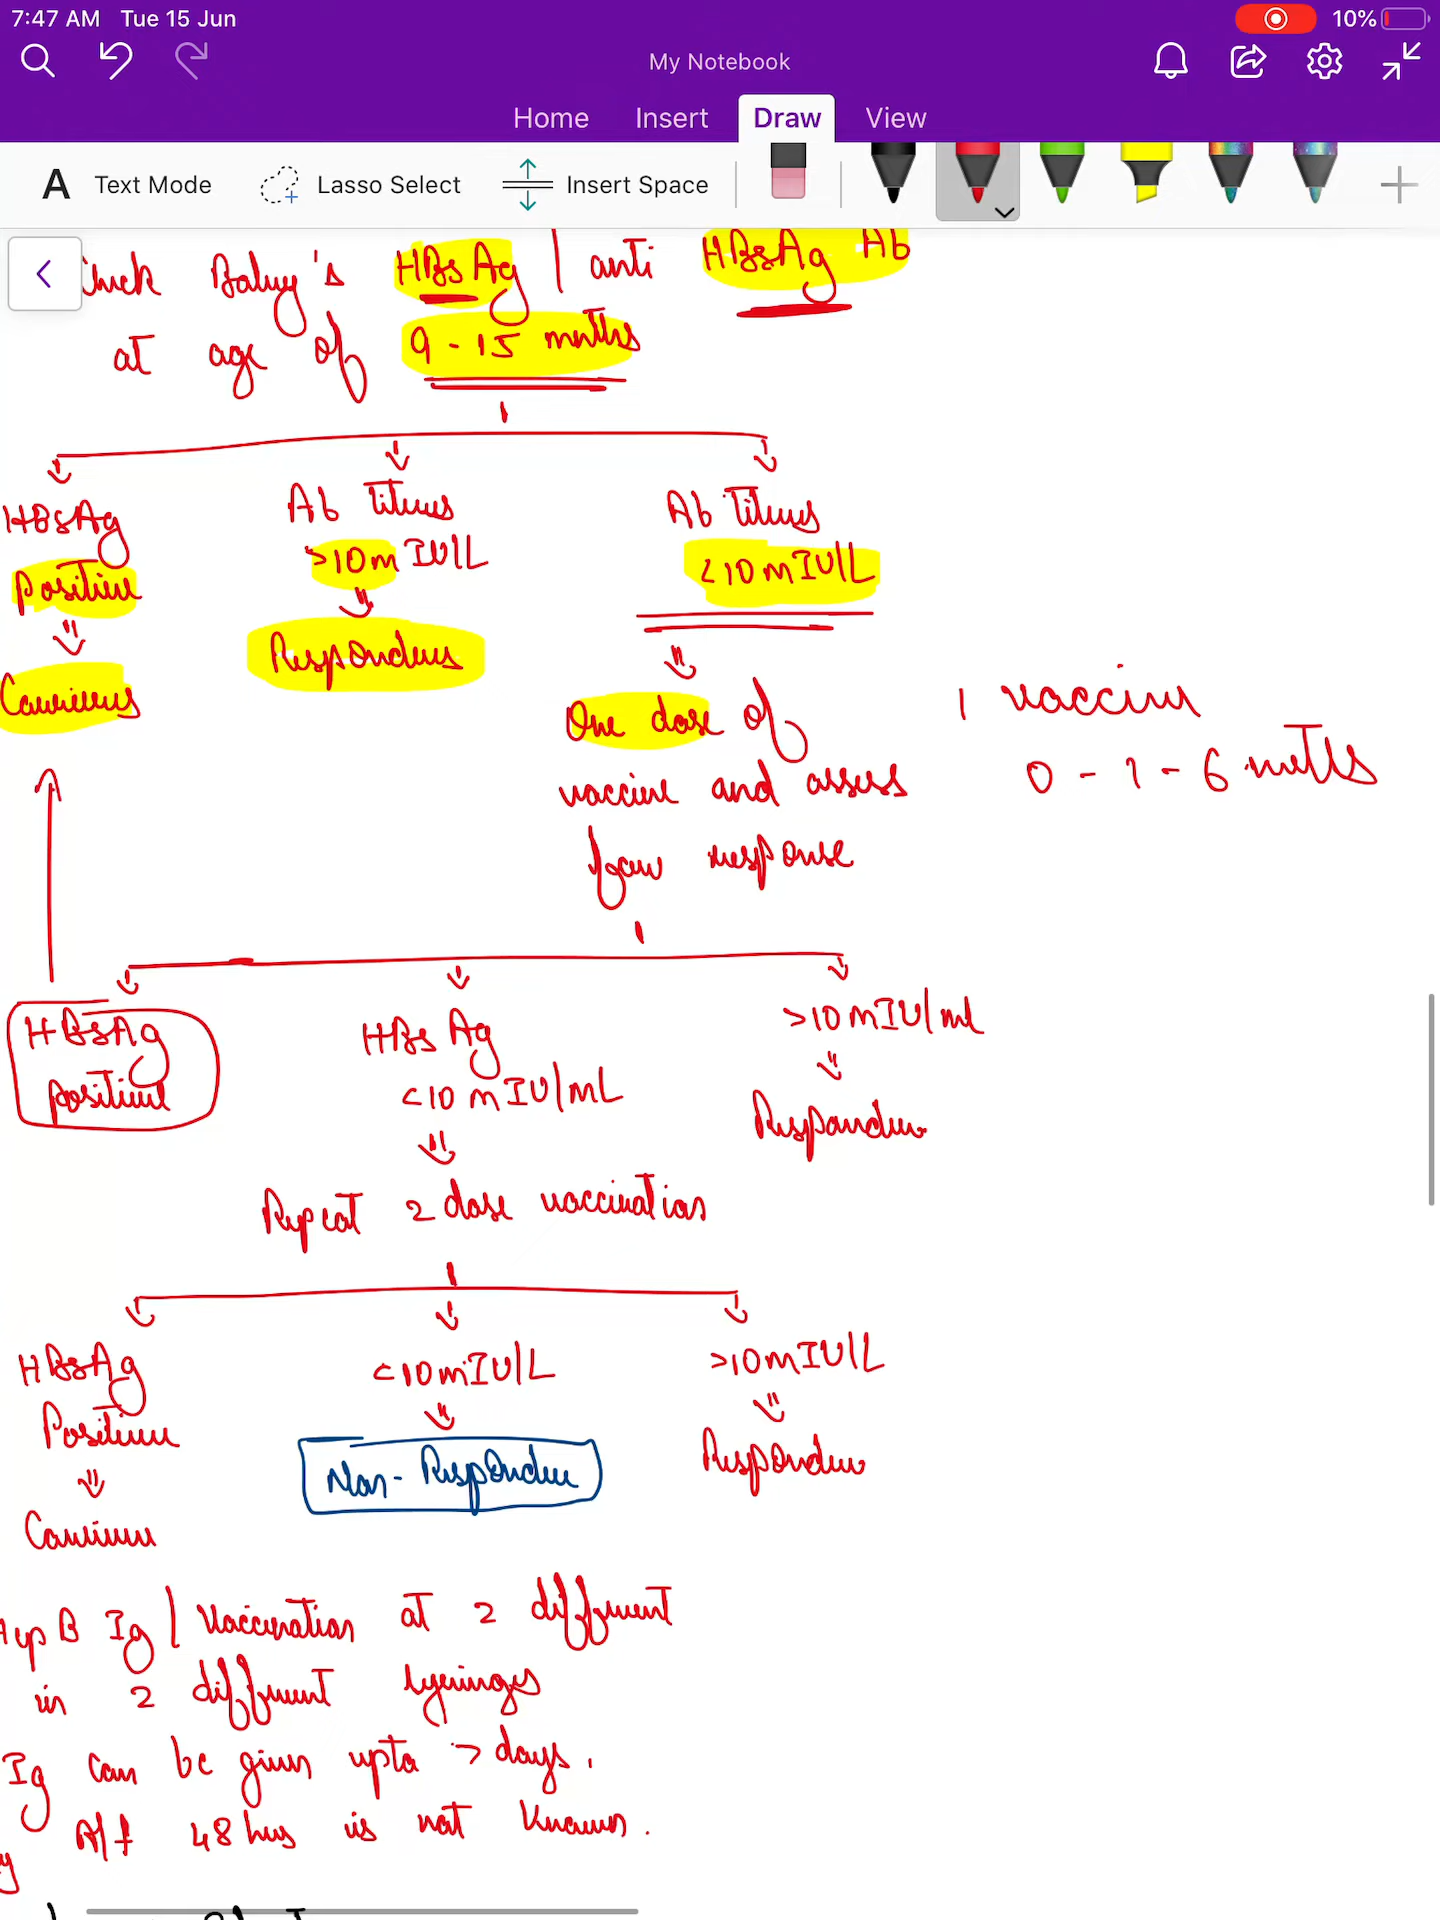 7:47 AM Tue 15 Jun
10%
My Notebook
Home Insert Draw View
A Text Mode Lasso Select Insert Space
Check Baby's HBsAg | anti HBsAg Ab
at age of 9 - 15 months
HBsAg
Positive
Carriers
Ab titres
>10mIU/L
Responders
Ab titres
<10mIU/L
One dose of
vaccine and assess
for response
1 vaccine
0 - 1 - 6 months
HBsAg
positive
HBsAg
<10mIU/mL
Repeat 2 dose vaccination
>10mIU/ml
Responder
HBsAg
Positive
Carrier
<10mIU/L
Non-Responder
>10mIU/L
Responder
Hep B Ig | Vaccination at 2 different
in 2 different syringes
Ig can be given upto 7 days.
Aft 48 hrs is not known.